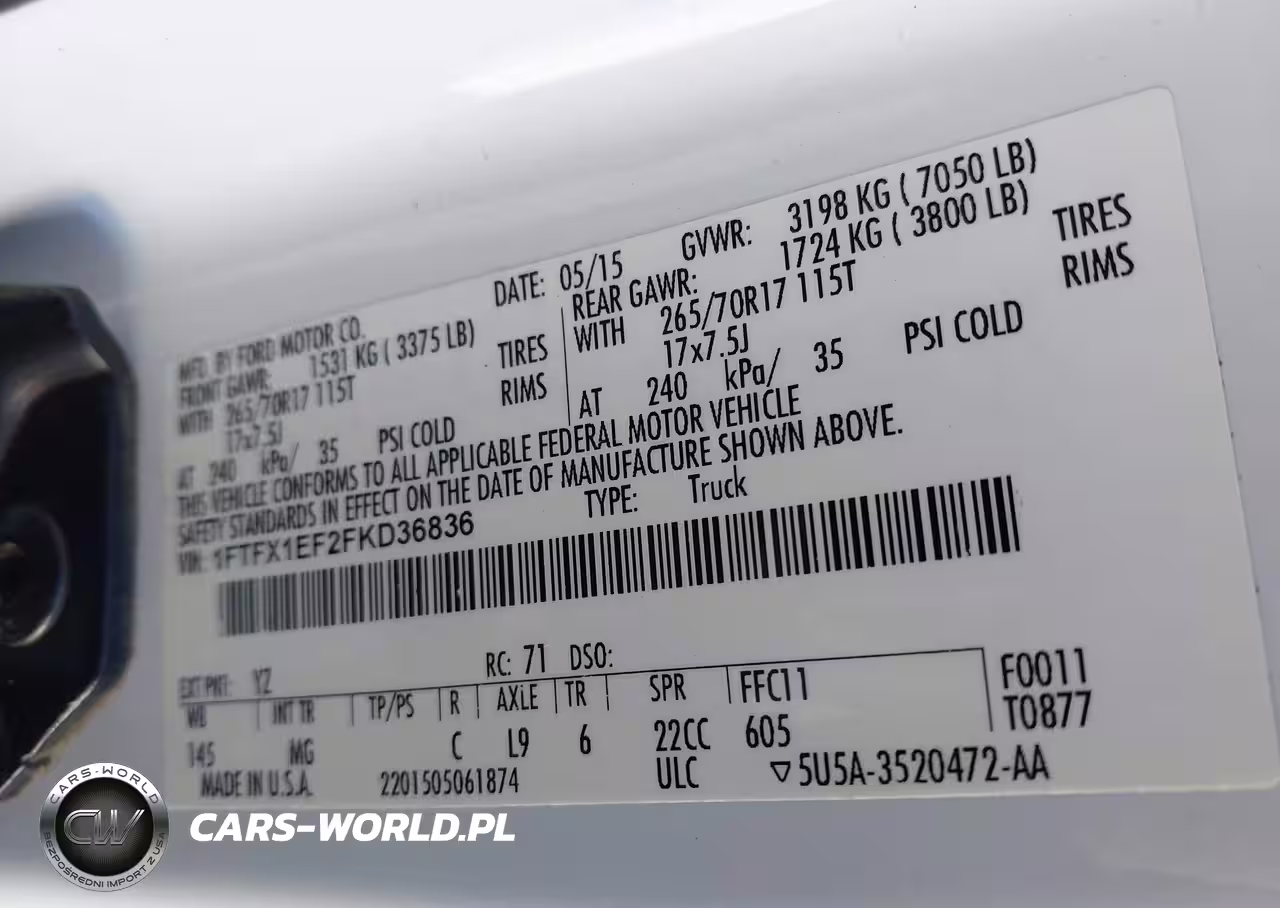 MFD. BY FORD MOTOR CO. DATE: 05/15 GVWR: 3198 KG ( 7050 LB)
FRONT GAWR: 1531 KG ( 3375 LB) REAR GAWR: 1724 KG ( 3800 LB)
WITH 265/70R17 115T TIRES WITH 265/70R17 115T TIRES
17x7.5J RIMS 17x7.5J RIMS
AT 240 kPa/ 35 PSI COLD AT 240 kPa/ 35 PSI COLD
THIS VEHICLE CONFORMS TO ALL APPLICABLE FEDERAL MOTOR VEHICLE
SAFETY STANDARDS IN EFFECT ON THE DATE OF MANUFACTURE SHOWN ABOVE.
VIN: 1FTFX1EF2FKD36836 TYPE: Truck
EXT PNT: YZ RC: 71 DSO:
WB INT TR TP/PS R AXLE TR SPR FFC11 F0011
145 MG C L9 6 22CC 605 T0877
MADE IN U.S.A. 2201505061874 ULC ▽5U5A-3520472-AA
CARS-WORLD
CW
BEZPOŚREDNI IMPORT Z USA
CARS-WORLD.PL